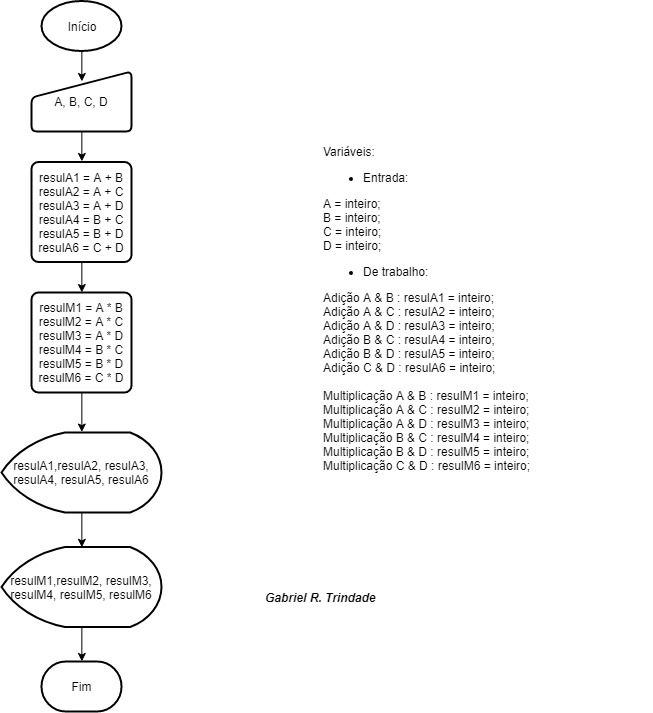 Início
A, B, C, D
resulA1 = A + B
resulA2 = A + C
resulA3 = A + D
resulA4 = B + C
resulA5 = B + D
resulA6 = C + D
resulM1 = A * B
resulM2 = A * C
resulM3 = A * D
resulM4 = B * C
resulM5 = B * D
resulM6 = C * D
resulA1,resulA2, resulA3,
resulA4, resulA5, resulA6
resulM1,resulM2, resulM3,
resulM4, resulM5, resulM6
Fim
Variáveis:
• Entrada:
A = inteiro;
B = inteiro;
C = inteiro;
D = inteiro;
• De trabalho:
Adição A & B : resulA1 = inteiro;
Adição A & C : resulA2 = inteiro;
Adição A & D : resulA3 = inteiro;
Adição B & C : resulA4 = inteiro;
Adição B & D : resulA5 = inteiro;
Adição C & D : resulA6 = inteiro;
Multiplicação A & B : resulM1 = inteiro;
Multiplicação A & C : resulM2 = inteiro;
Multiplicação A & D : resulM3 = inteiro;
Multiplicação B & C : resulM4 = inteiro;
Multiplicação B & D : resulM5 = inteiro;
Multiplicação C & D : resulM6 = inteiro;
Gabriel R. Trindade